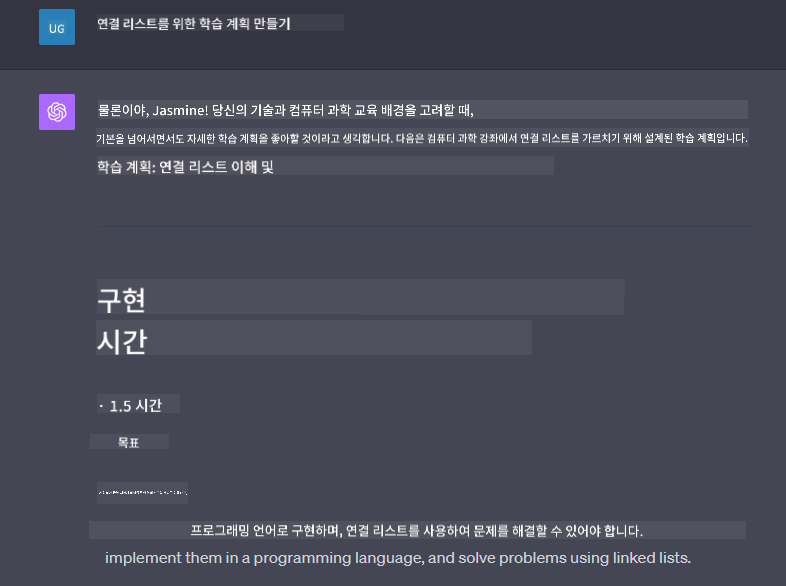 UG
연결 리스트를 위한 학습 계획 만들기
물론이야, Jasmine! 당신의 기술과 컴퓨터 과학 교육 배경을 고려할 때,
기본을 넘어서면서도 자세한 학습 계획을 좋아할 것이라고 생각합니다. 다음은 컴퓨터 과학 강좌에서 연결 리스트를 가르치기 위해 설계된 학습 계획입니다.
학습 계획: 연결 리스트 이해 및
구현
시간
· 1.5 시간
목표
프로그래밍 언어로 구현하며, 연결 리스트를 사용하여 문제를 해결할 수 있어야 합니다.
implement them in a programming language, and solve problems using linked lists.